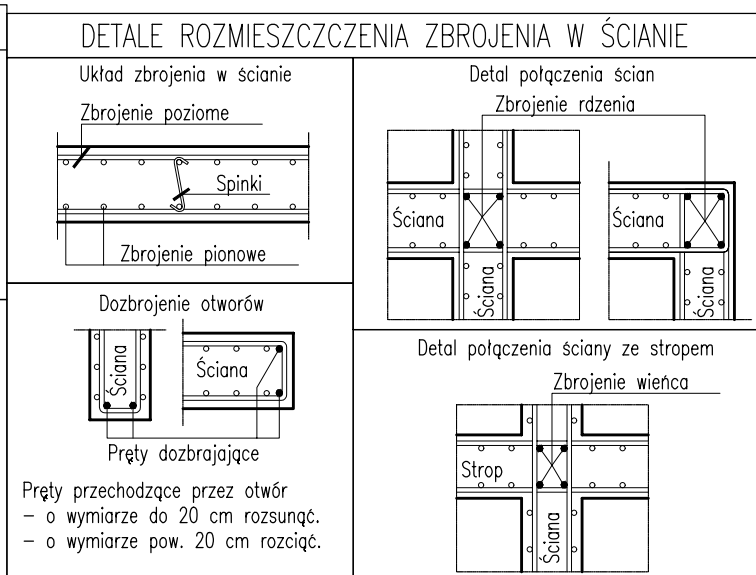 DETALE ROZMIESZCZCZENIA ZBROJENIA W ŚCIANIE
Układ zbrojenia w ścianie
Zbrojenie poziome
Spinki
Zbrojenie pionowe
Detal połączenia ścian
Zbrojenie rdzenia
Ściana
Ściana
Ściana
Ściana
Dozbrojenie otworów
Ściana
Ściana
Pręty dozbrajające
Pręty przechodzące przez otwór
– o wymiarze do 20 cm rozsunąć.
– o wymiarze pow. 20 cm rozciąć.
Detal połączenia ściany ze stropem
Zbrojenie wieńca
Strop
Ściana